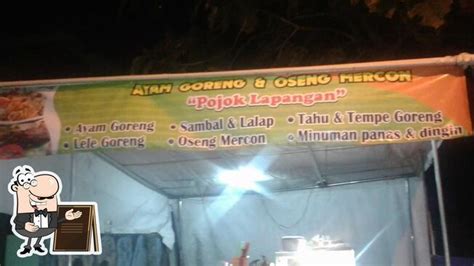 AYAM GORENG & OSENG MERCON
"Pojok Lapangan"
• Ayam Goreng • Sambal & Lalap • Tahu & Tempe Goreng
• Lele Goreng • Oseng Mercon • Minuman panas & dingin